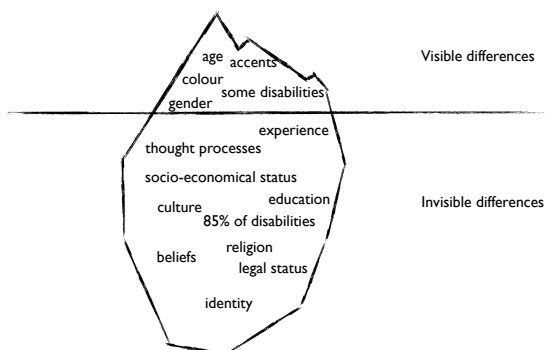 age
accents
Visible differences
colour
some disabilities
gender
experience
thought processes
socio-economical status
education
culture
Invisible differences
85% of disabilities
religion
beliefs
legal status
identity